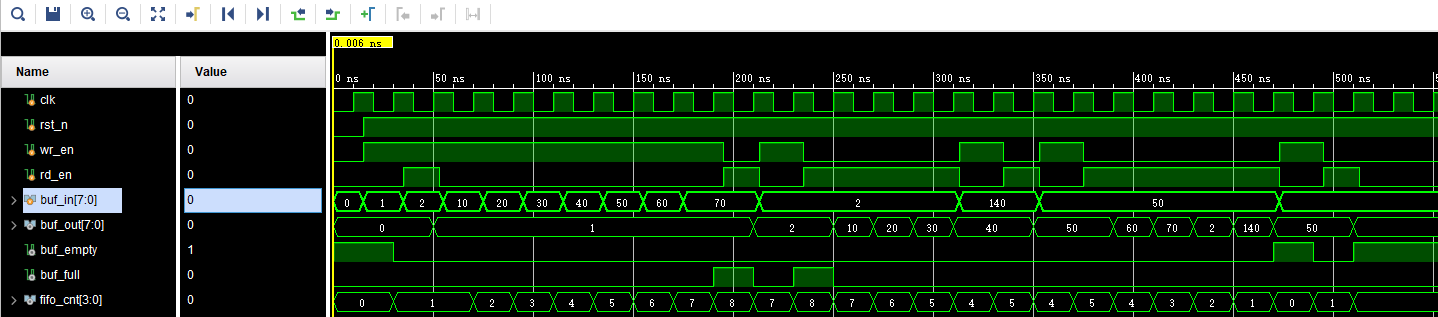 0.006 ns
Name Value
0 ns 50 ns 100 ns 150 ns 200 ns 250 ns 300 ns 350 ns 400 ns 450 ns 500 ns
clk 0
rst_n 0
wr_en 0
rd_en 0
buf_in[7:0] 0 0 1 2 10 20 30 40 50 60 70 2 140 50
buf_out[7:0] 0 0 1 2 10 20 30 40 50 60 70 2 140 50
buf_empty 1
buf_full 0
fifo_cnt[3:0] 0 0 1 2 3 4 5 6 7 8 7 8 7 6 5 4 5 4 5 4 3 2 1 0 1